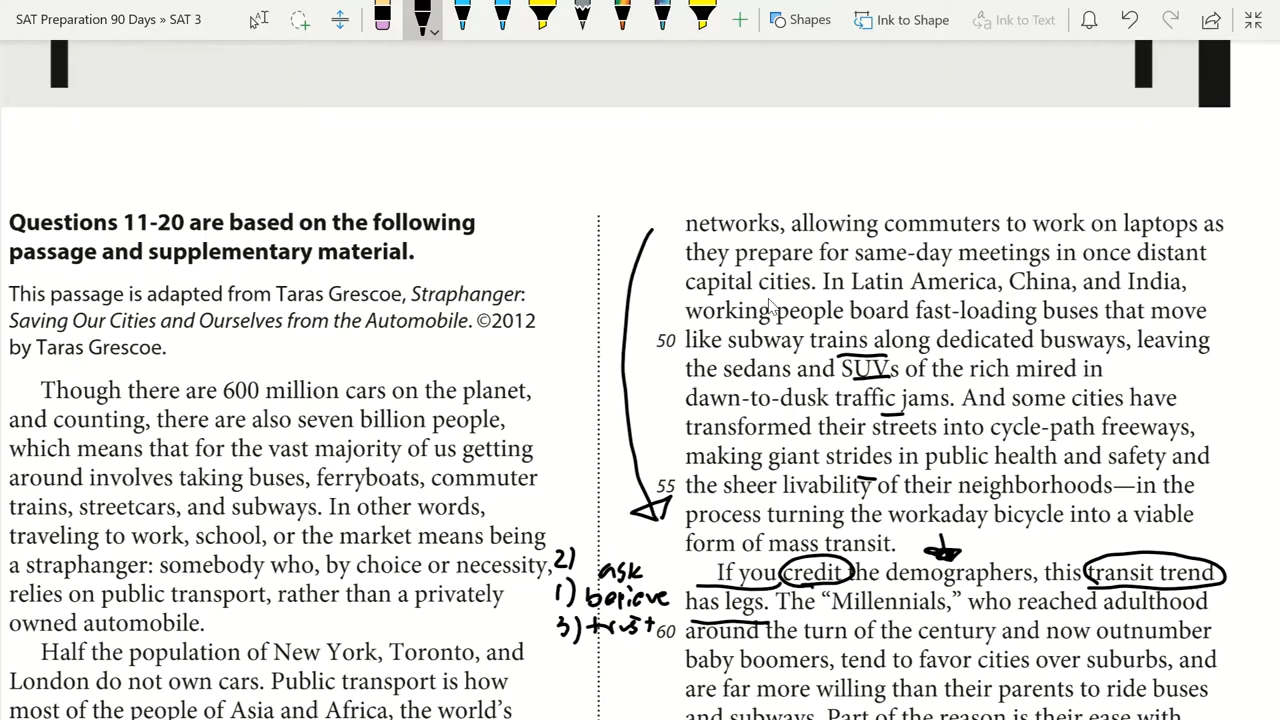 SAT Preparation 90 Days » SAT 3
Shapes
Ink to Shape
Ink to Text
Questions 11-20 are based on the following
passage and supplementary material.
This passage is adapted from Taras Grescoe, Straphanger:
Saving Our Cities and Ourselves from the Automobile. ©2012
by Taras Grescoe.
Though there are 600 million cars on the planet,
and counting, there are also seven billion people,
which means that for the vast majority of us getting
around involves taking buses, ferryboats, commuter
trains, streetcars, and subways. In other words,
traveling to work, school, or the market means being
a straphanger: somebody who, by choice or necessity,
relies on public transport, rather than a privately
owned automobile.
Half the population of New York, Toronto, and
London do not own cars. Public transport is how
most of the people of Asia and Africa, the world's
2) ask
1) believe
3) trust
networks, allowing commuters to work on laptops as
they prepare for same-day meetings in once distant
capital cities. In Latin America, China, and India,
working people board fast-loading buses that move
50 like subway trains along dedicated busways, leaving
the sedans and SUVs of the rich mired in
dawn-to-dusk traffic jams. And some cities have
transformed their streets into cycle-path freeways,
making giant strides in public health and safety and
55 the sheer livability of their neighborhoods—in the
process turning the workaday bicycle into a viable
form of mass transit.
If you credit the demographers, this transit trend
has legs. The “Millennials,” who reached adulthood
60 around the turn of the century and now outnumber
baby boomers, tend to favor cities over suburbs, and
are far more willing than their parents to ride buses
and subways. Part of the reason is their ease with